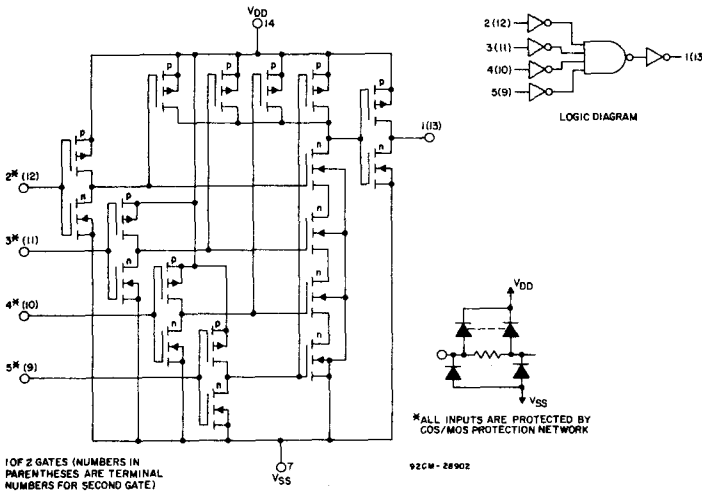 VDD
14
p
p
p
p
p
p
1(13)
n
n
2*(12)
p
n
n
3*(11)
n
p
n
4*(10)
n
p
n
5*(9)
n
7
VSS
1 OF 2 GATES (NUMBERS IN
PARENTHESES ARE TERMINAL
NUMBERS FOR SECOND GATE)
2(12)
3(11)
4(10)
5(9)
1(13
LOGIC DIAGRAM
VDD
VSS
*ALL INPUTS ARE PROTECTED BY
COS/MOS PROTECTION NETWORK
92CM-28902